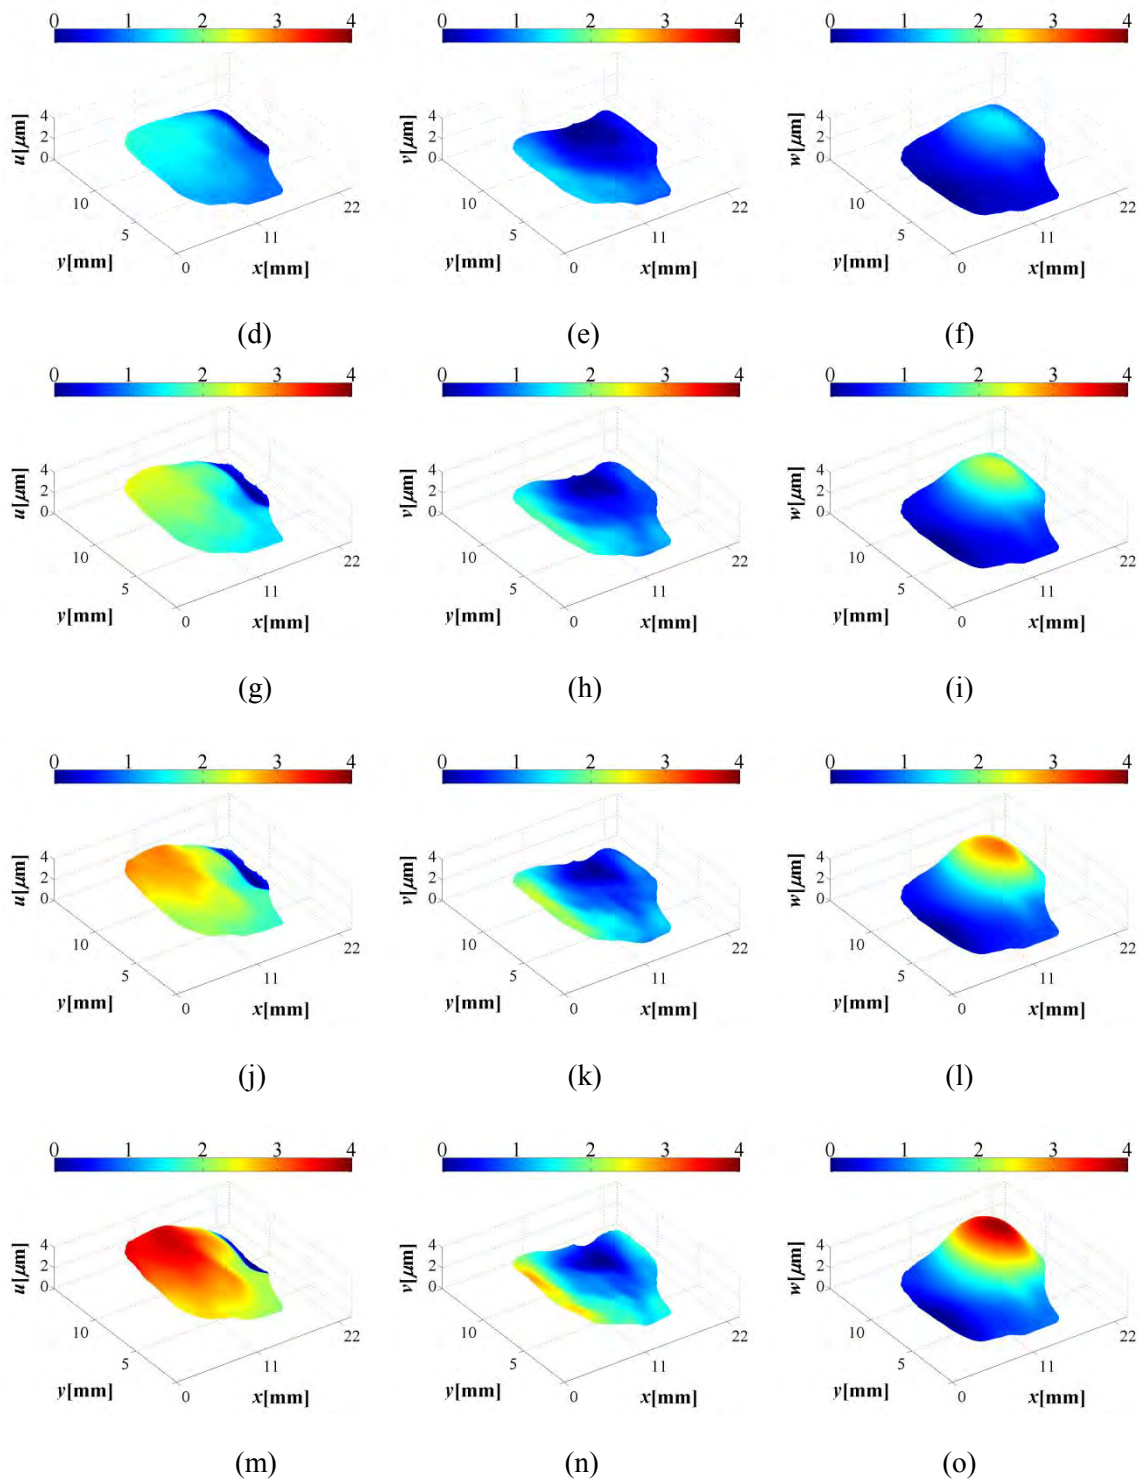 0 1 2 3 4
0 1 2 3 4
0 1 2 3 4
u[μm] 4 2 0
10 5 0
y[mm] x[mm] 11 22
v[μm] 4 2 0
10 5 0
y[mm] x[mm] 11 22
w[μm] 4 2 0
10 5 0
y[mm] x[mm] 11 22
(d) (e) (f)
0 1 2 3 4
0 1 2 3 4
0 1 2 3 4
u[μm] 4 2 0
10 5 0
y[mm] x[mm] 11 22
v[μm] 4 2 0
10 5 0
y[mm] x[mm] 11 22
w[μm] 4 2 0
10 5 0
y[mm] x[mm] 11 22
(g) (h) (i)
0 1 2 3 4
0 1 2 3 4
0 1 2 3 4
u[μm] 4 2 0
10 5 0
y[mm] x[mm] 11 22
v[μm] 4 2 0
10 5 0
y[mm] x[mm] 11 22
w[μm] 4 2 0
10 5 0
y[mm] x[mm] 11 22
(j) (k) (l)
0 1 2 3 4
0 1 2 3 4
0 1 2 3 4
u[μm] 4 2 0
10 5 0
y[mm] x[mm] 11 22
v[μm] 4 2 0
10 5 0
y[mm] x[mm] 11 22
w[μm] 4 2 0
10 5 0
y[mm] x[mm] 11 22
(m) (n) (o)